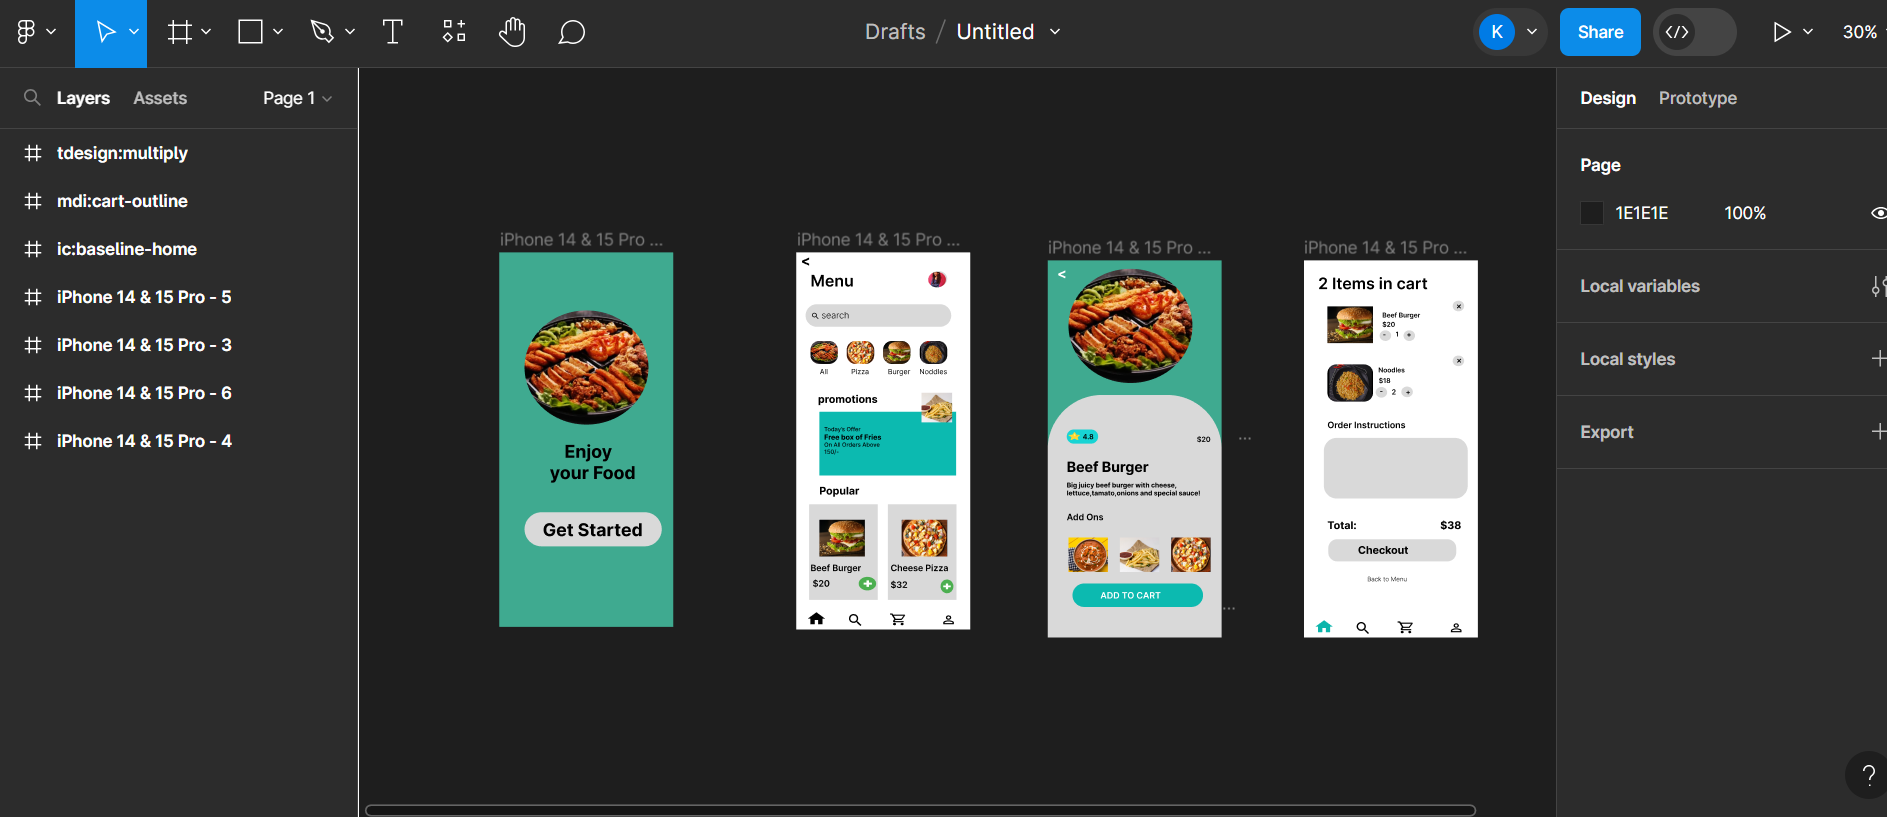 Drafts / Untitled
K
Share
30%
Layers
Assets
Page 1
tdesign:multiply
mdi:cart-outline
ic:baseline-home
iPhone 14 & 15 Pro - 5
iPhone 14 & 15 Pro - 3
iPhone 14 & 15 Pro - 6
iPhone 14 & 15 Pro - 4
iPhone 14 & 15 Pro ...
Enjoy
your Food
Get Started
iPhone 14 & 15 Pro ...
<
Menu
search
All Pizza Burger Noddles
promotions
Today's Offer
Free box of Fries
On All Orders Above
150/-
Popular
Beef Burger
$20
Cheese Pizza
$32
iPhone 14 & 15 Pro ...
<
4.8
$20
Beef Burger
Big juicy beef burger with cheese,
lettuce,tamato,onions and special sauce!
Add Ons
ADD TO CART
...
...
iPhone 14 & 15 Pro ...
2 Items in cart
Beef Burger
$20
- 1 +
Noodles
$18
- 2 +
Order Instructions
Total: $38
Checkout
Back to Menu
Design
Prototype
Page
1E1E1E 100%
Local variables
Local styles
Export
?